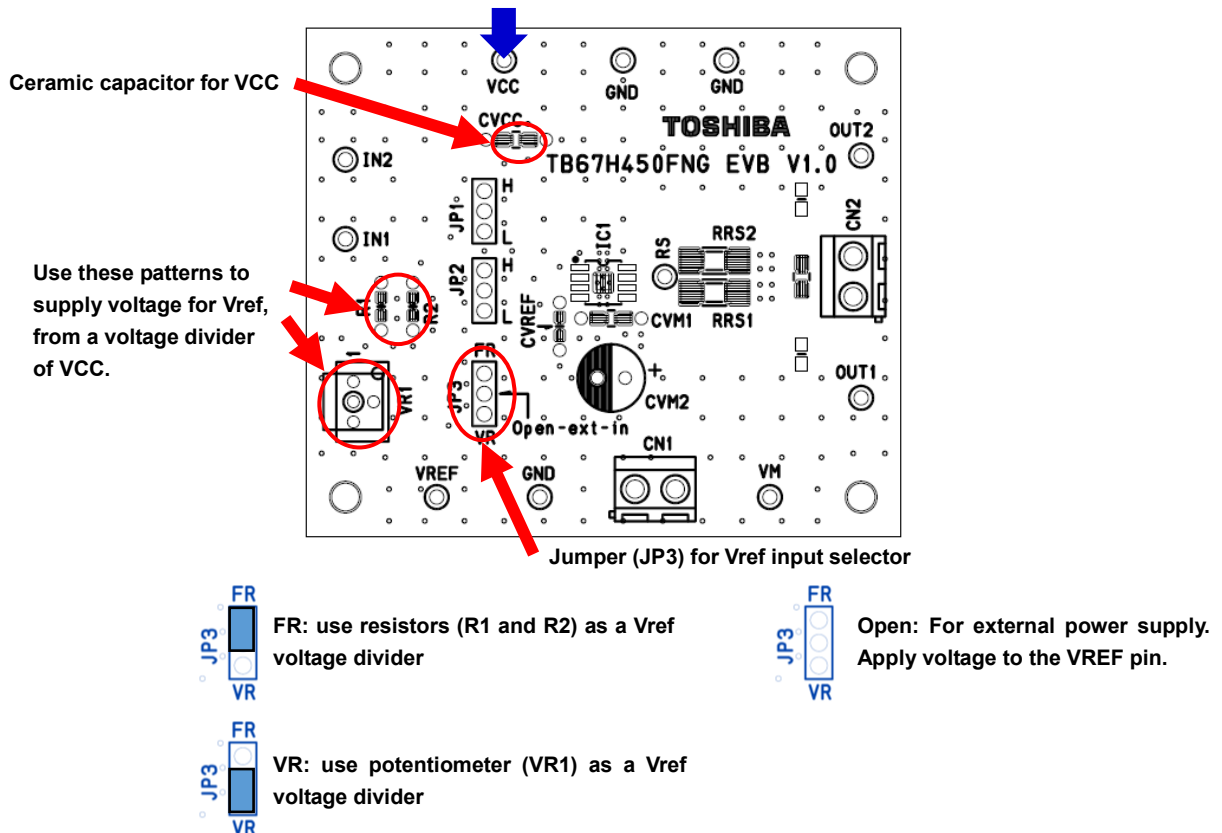 Ceramic capacitor for VCC
VCC
GND
GND
CVCC
TOSHIBA
OUT2
TB67H450FNG EVB V1.0
IN2
H
JP1
L
IN1
IC1
RS
RRS2
CN2
Use these patterns to
supply voltage for Vref,
from a voltage divider
of VCC.
R1
R2
H
JP2
L
CVREF
CVM1
RRS1
FR
JP3
VR
Open-ext-in
1
VR1
+
CVM2
OUT1
CN1
VREF
GND
VM
Jumper (JP3) for Vref input selector
FR
JP3
VR
FR: use resistors (R1 and R2) as a Vref
voltage divider
FR
JP3
VR
Open: For external power supply.
Apply voltage to the VREF pin.
FR
JP3
VR
VR: use potentiometer (VR1) as a Vref
voltage divider